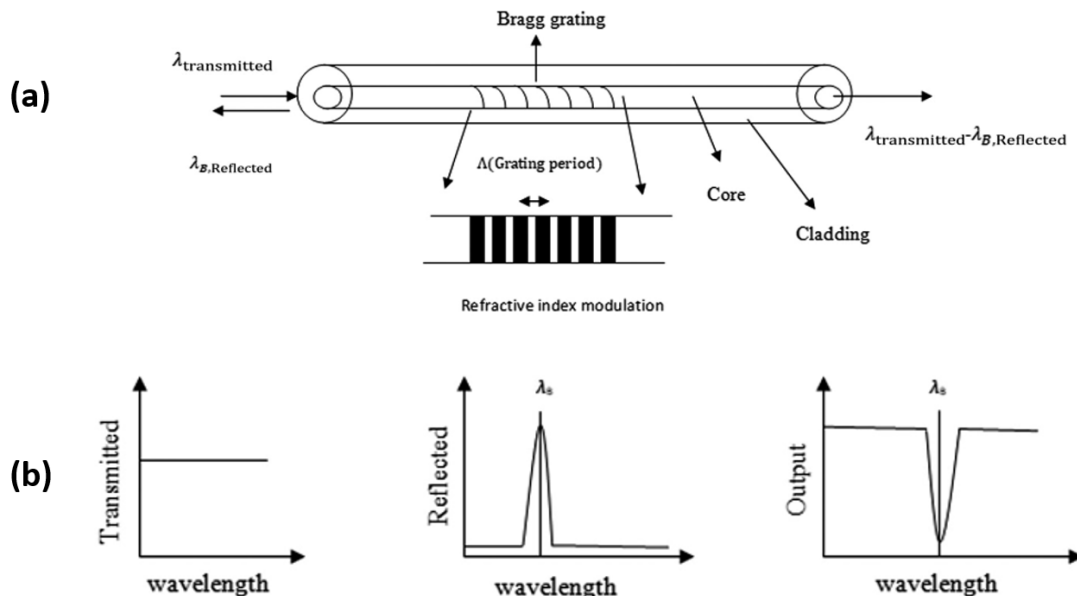 Bragg grating
(a)
λtransmitted
λB,Reflected
λtransmitted-λB,Reflected
Λ(Grating period)
Core
Cladding
Refractive index modulation
(b)
Transmitted
wavelength
λB
Reflected
wavelength
λB
Output
wavelength